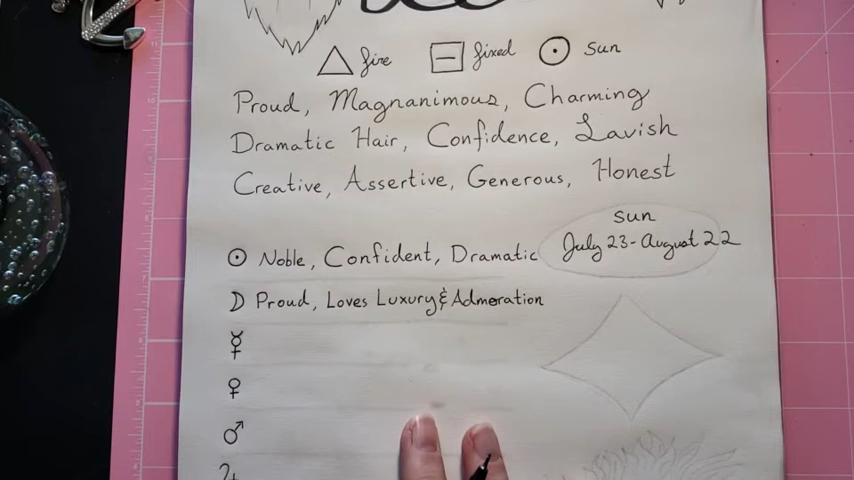 △ fire ⊟ fixed ☉ Sun
Proud, Magnanimous, Charming
Dramatic Hair, Confidence, Lavish
Creative, Assertive, Generous, Honest
Sun
July 23-August 22
☉ Noble, Confident, Dramatic
☽ Proud, Loves Luxury & Admoration
☿
♀
♂
♃